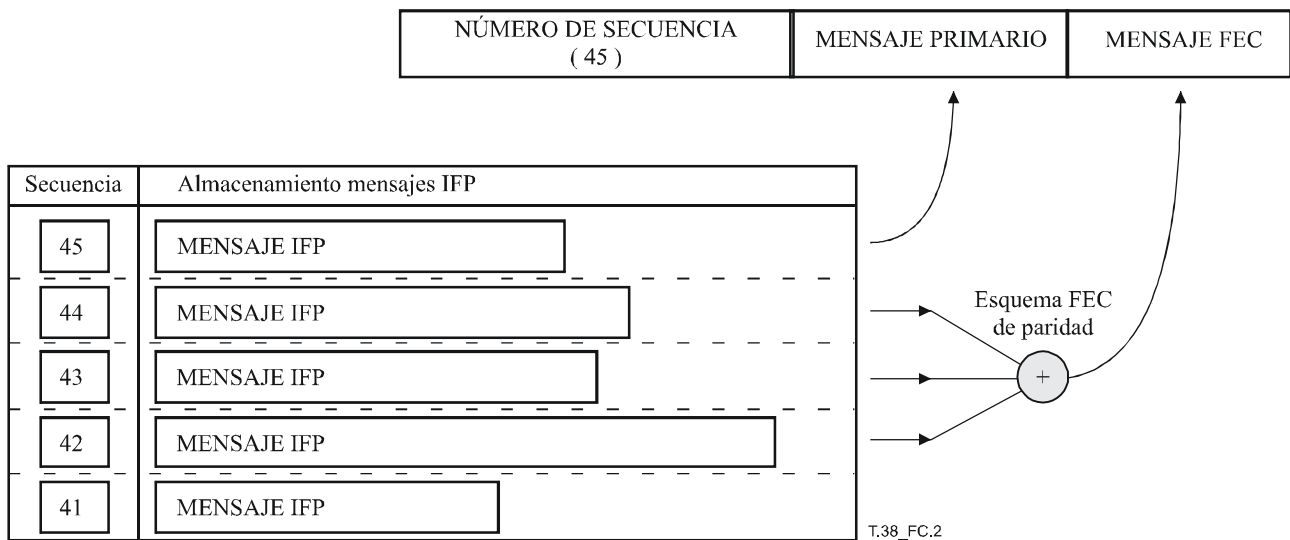 NÚMERO DE SECUENCIA
( 45 )
MENSAJE PRIMARIO
MENSAJE FEC
Secuencia
Almacenamiento mensajes IFP
45
MENSAJE IFP
44
MENSAJE IFP
43
MENSAJE IFP
42
MENSAJE IFP
41
MENSAJE IFP
Esquema FEC
de paridad
+
T.38_FC.2